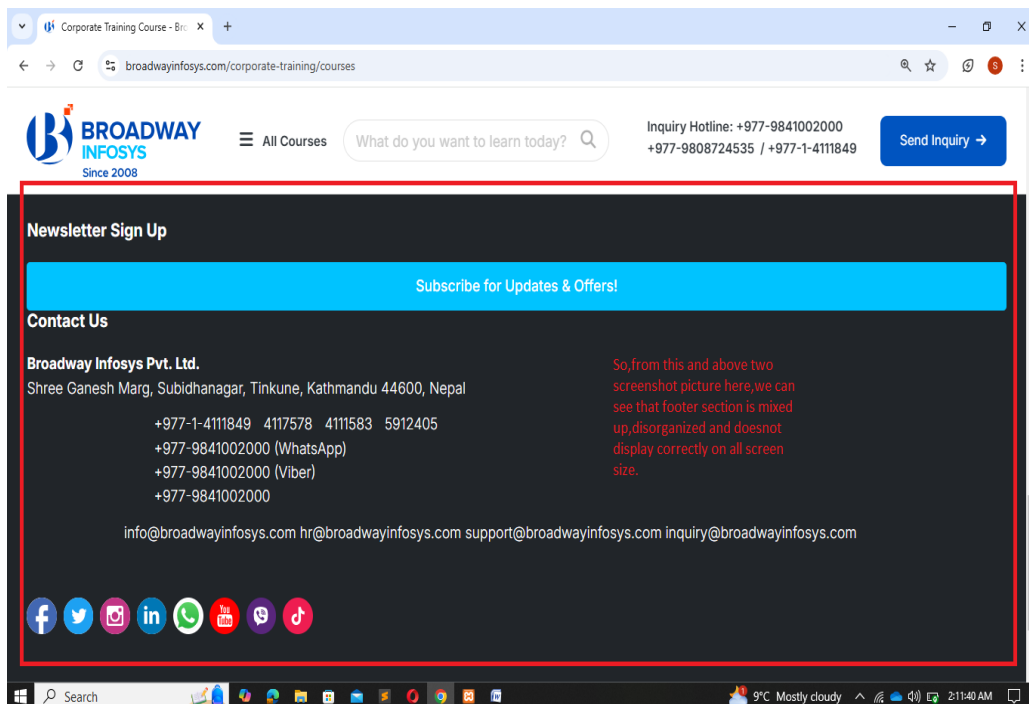 Corporate Training Course - Bro
broadwayinfosys.com/corporate-training/courses
S
BROADWAY
INFOSYS
Since 2008
All Courses
What do you want to learn today?
Inquiry Hotline: +977-9841002000
+977-9808724535 / +977-1-4111849
Send Inquiry →
Newsletter Sign Up
Subscribe for Updates & Offers!
Contact Us
Broadway Infosys Pvt. Ltd.
Shree Ganesh Marg, Subidhanagar, Tinkune, Kathmandu 44600, Nepal
+977-1-4111849 4117578 4111583 5912405
+977-9841002000 (WhatsApp)
+977-9841002000 (Viber)
+977-9841002000
info@broadwayinfosys.com hr@broadwayinfosys.com support@broadwayinfosys.com inquiry@broadwayinfosys.com
So,from this and above two
screenshot picture here,we can
see that footer section is mixed
up,disorganized and doesnot
display correctly on all screen
size.
You
Tube
Search
9°C Mostly cloudy
2:11:40 AM